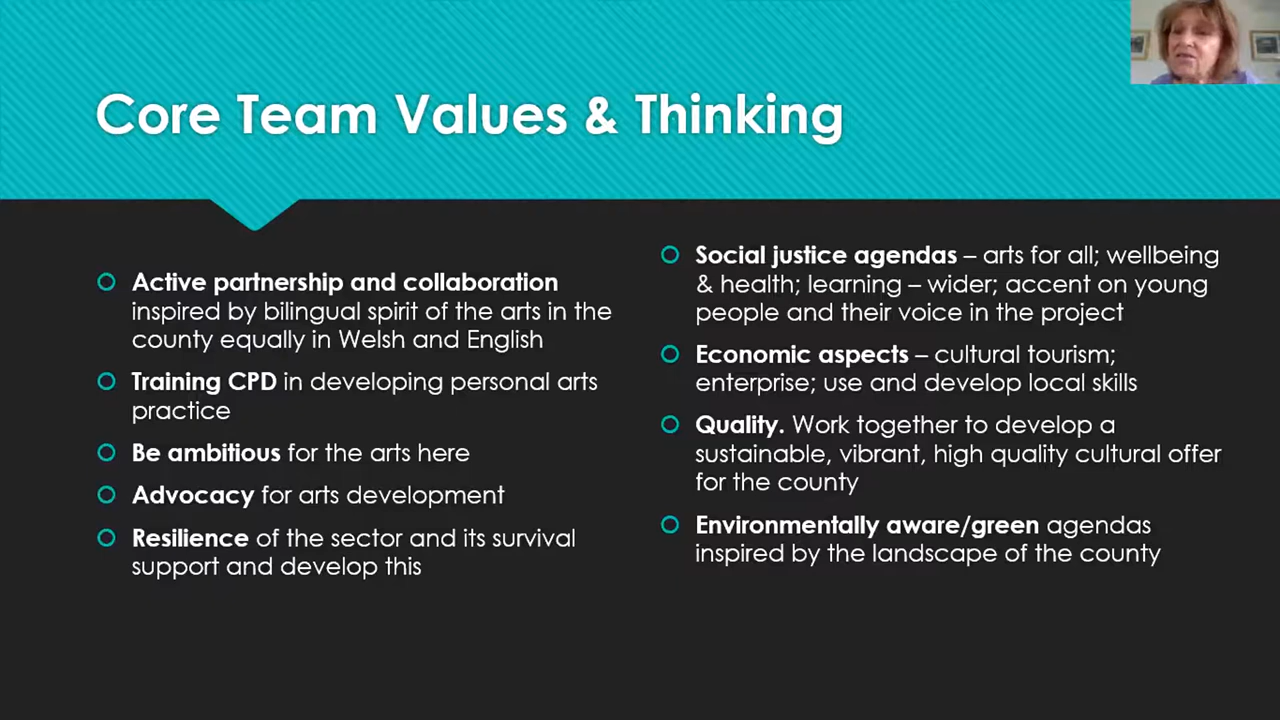 Core Team Values & Thinking
Active partnership and collaboration
inspired by bilingual spirit of the arts in the
county equally in Welsh and English
Training CPD in developing personal arts
practice
Be ambitious for the arts here
Advocacy for arts development
Resilience of the sector and its survival
support and develop this
Social justice agendas – arts for all; wellbeing
& health; learning – wider; accent on young
people and their voice in the project
Economic aspects – cultural tourism;
enterprise; use and develop local skills
Quality. Work together to develop a
sustainable, vibrant, high quality cultural offer
for the county
Environmentally aware/green agendas
inspired by the landscape of the county